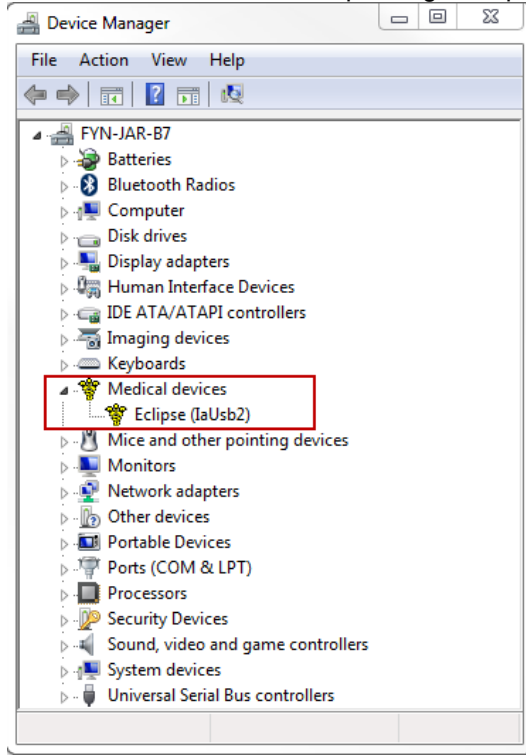 Device Manager
File Action View Help
FYN-JAR-B7
Batteries
Bluetooth Radios
Computer
Disk drives
Display adapters
Human Interface Devices
IDE ATA/ATAPI controllers
Imaging devices
Keyboards
Medical devices
Eclipse (IaUsb2)
Mice and other pointing devices
Monitors
Network adapters
Other devices
Portable Devices
Ports (COM & LPT)
Processors
Security Devices
Sound, video and game controllers
System devices
Universal Serial Bus controllers